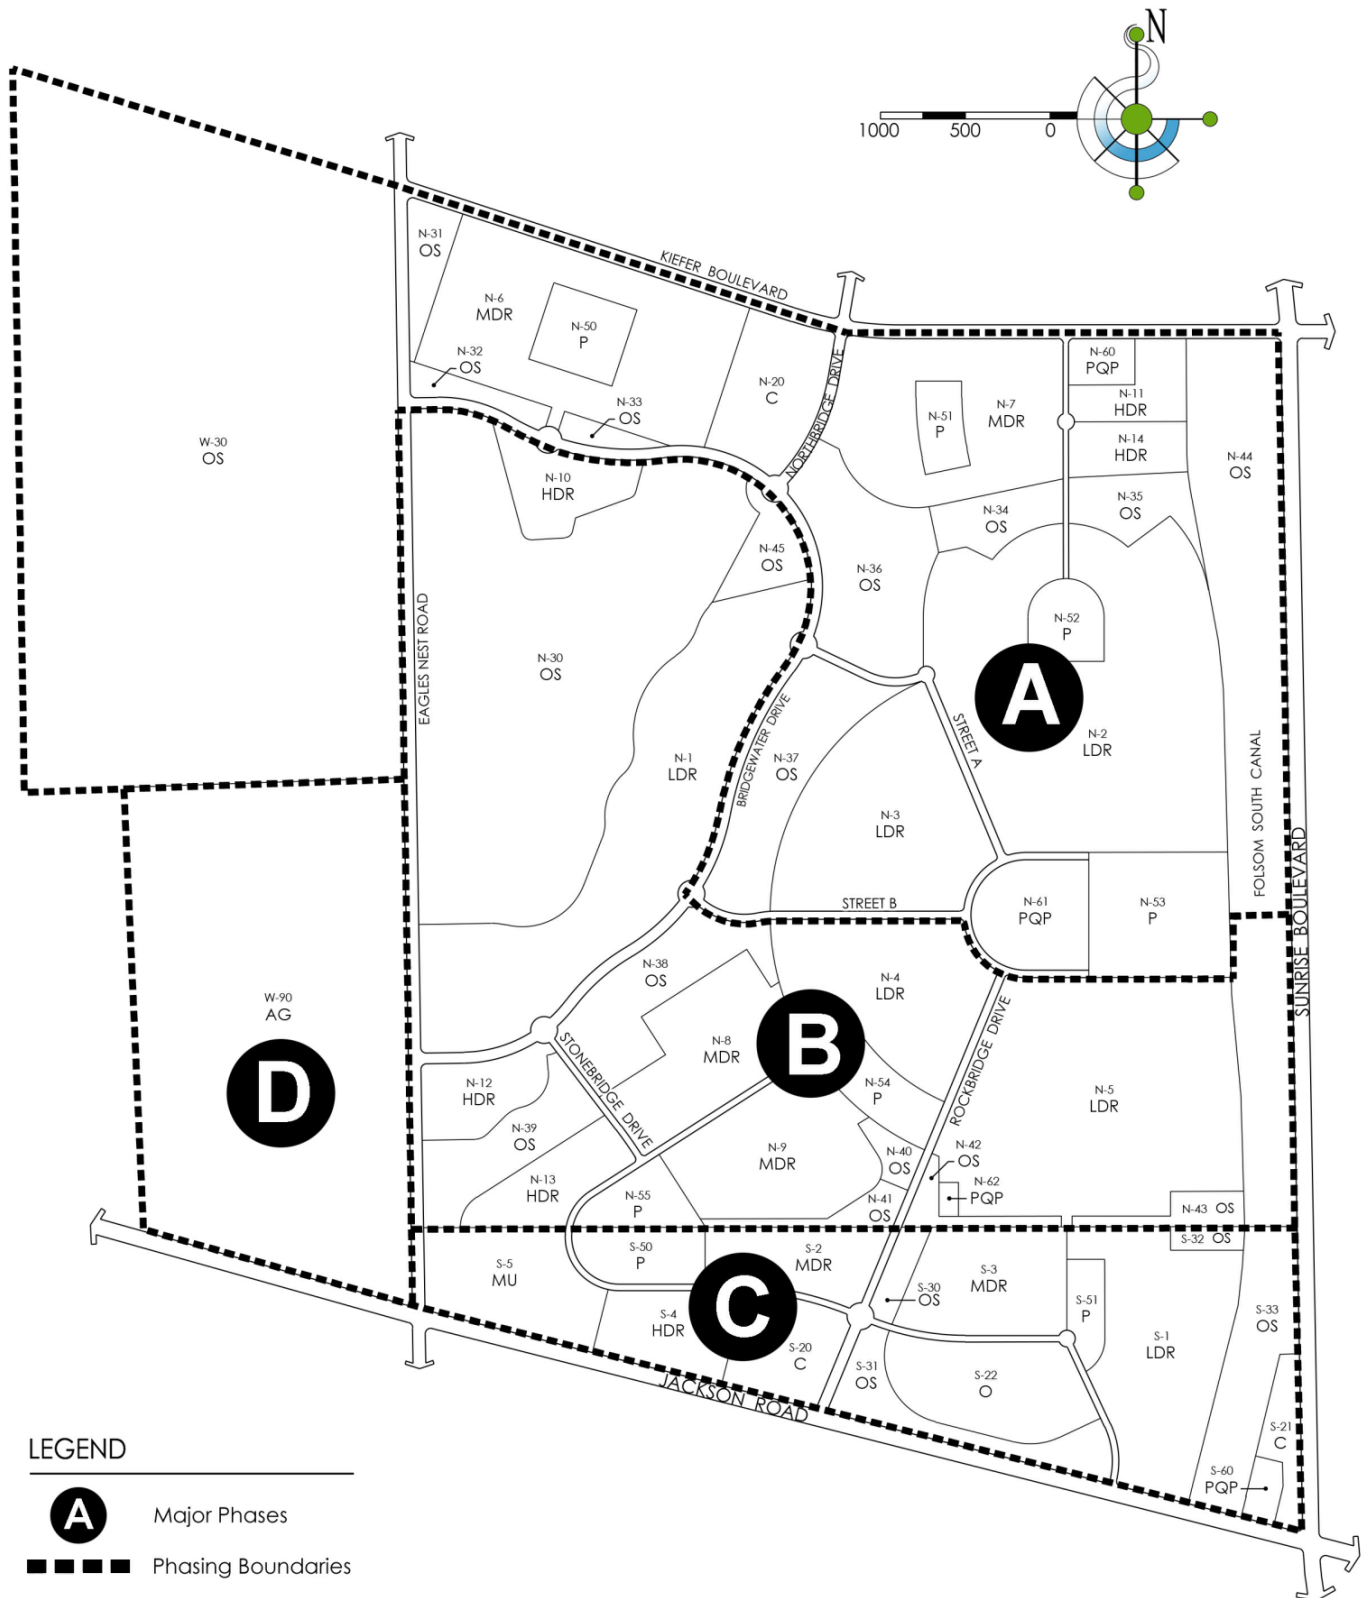 N
1000 500 0
KIEFER BOULEVARD
N-31
OS
N-6
MDR
N-50
P
N-32
OS
N-33
OS
N-20
C
NORTHBRIDGE DRIVE
N-60
PQP
N-11
HDR
N-7
MDR
N-51
P
N-14
HDR
N-44
OS
W-30
OS
N-10
HDR
N-35
OS
N-34
OS
N-45
OS
N-36
OS
N-52
P
EAGLES NEST ROAD
N-30
OS
A
N-2
LDR
STREET A
BRIDGEWATER DRIVE
N-1
LDR
N-37
OS
N-3
LDR
FOLSOM SOUTH CANAL
SUNRISE BOULEVARD
STREET B
N-61
PQP
N-53
P
N-38
OS
N-4
LDR
W-90
AG
D
B
N-8
MDR
STONEBRIDGE DRIVE
ROCKBRIDGE DRIVE
N-54
P
N-5
LDR
N-12
HDR
N-39
OS
N-9
MDR
N-40
OS
N-42
OS
N-13
HDR
N-55
P
N-41
OS
N-62
PQP
N-43 OS
S-32 OS
S-5
MU
S-50
P
S-2
MDR
S-3
MDR
C
S-30
OS
S-51
P
S-33
OS
S-4
HDR
S-1
LDR
S-20
C
S-31
OS
S-22
O
JACKSON ROAD
S-21
C
S-60
PQP
LEGEND
A Major Phases
Phasing Boundaries